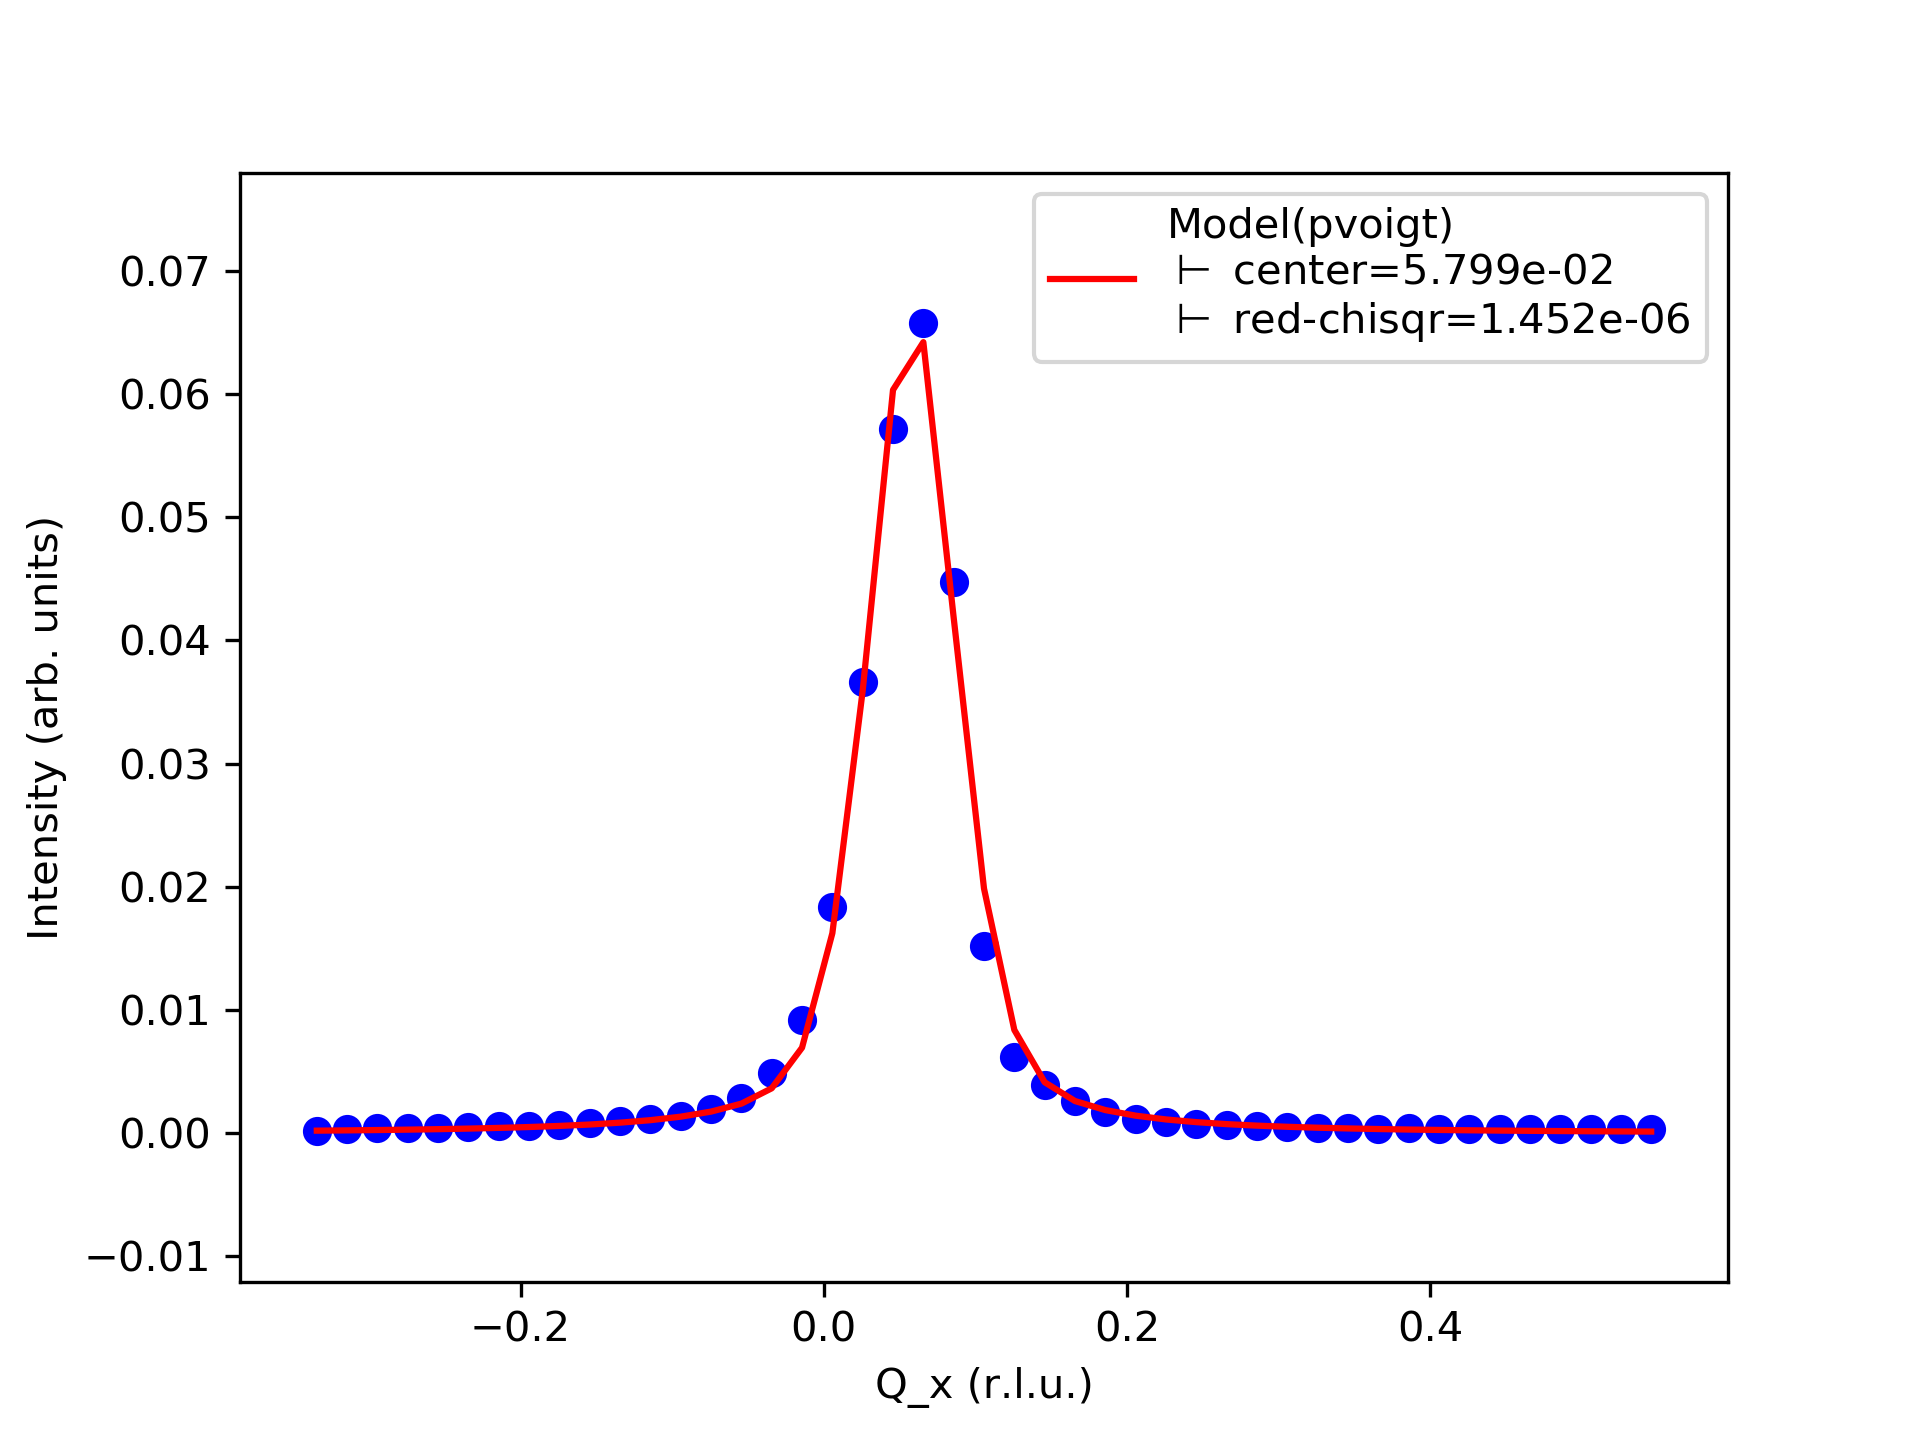 Model(pvoigt)
⊢ center=5.799e-02
⊢ red-chisqr=1.452e-06
0.07
0.06
0.05
0.04
0.03
0.02
0.01
0.00
−0.01
Intensity (arb. units)
−0.2 0.0 0.2 0.4
Q_x (r.l.u.)